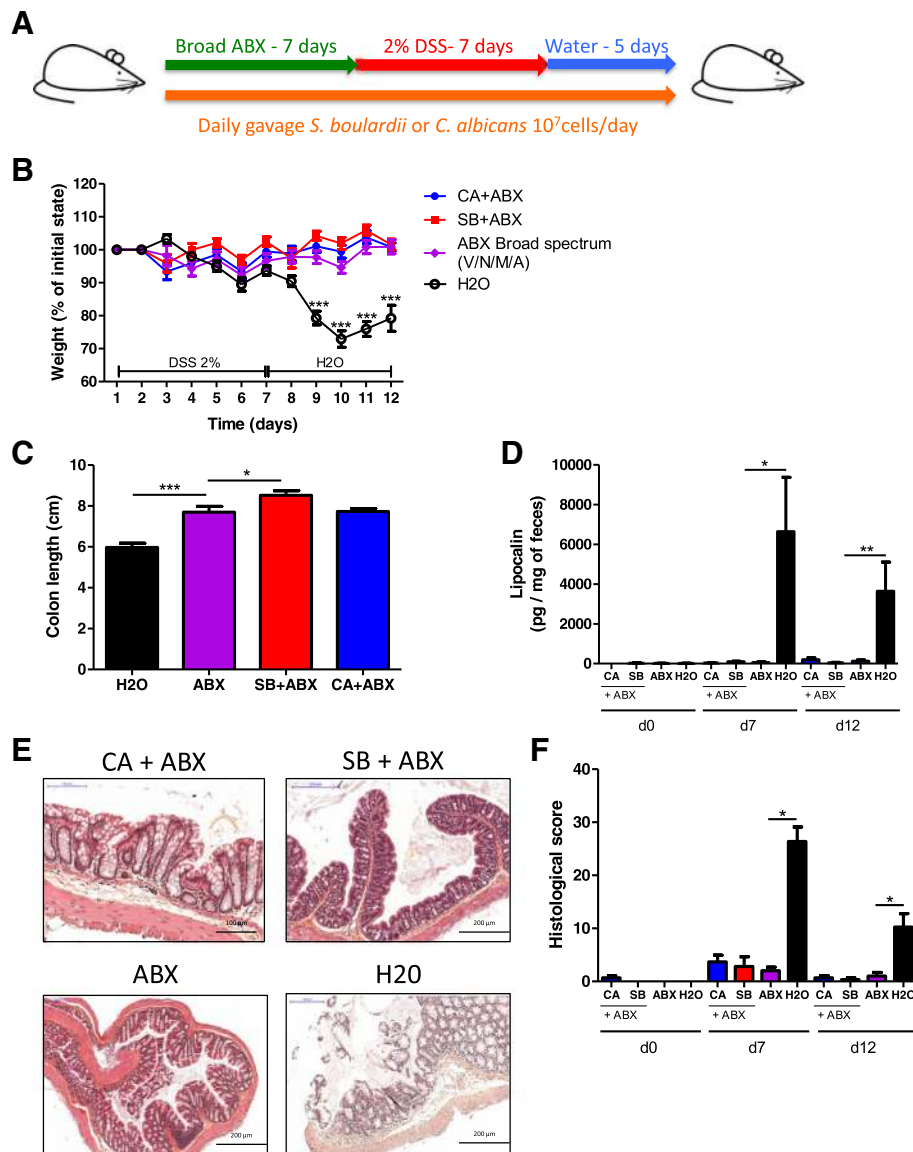 A
Broad ABX - 7 days
2% DSS- 7 days
Water - 5 days
Daily gavage S. boulardii or C. albicans 10⁷cells/day
B
Weight (% of initial state)
120
110
100
90
80
70
60
***
***
***
***
DSS 2%
H2O
1 2 3 4 5 6 7 8 9 10 11 12
Time (days)
CA+ABX
SB+ABX
ABX Broad spectrum
(V/N/M/A)
H2O
C
Colon length (cm)
10
8
6
4
2
0
***
*
H2O ABX SB+ABX CA+ABX
D
Lipocalin
(pg / mg of feces)
10000
8000
6000
4000
2000
0
*
**
CA SB ABX H2O CA SB ABX H2O CA SB ABX H2O
+ ABX + ABX + ABX
d0 d7 d12
E
CA + ABX
100 µm
SB + ABX
200 µm
ABX
200 µm
H20
200 µm
F
Histological score
40
30
20
10
0
*
*
CA SB ABX H2O CA SB ABX H2O CA SB ABX H2O
+ ABX + ABX + ABX
d0 d7 d12